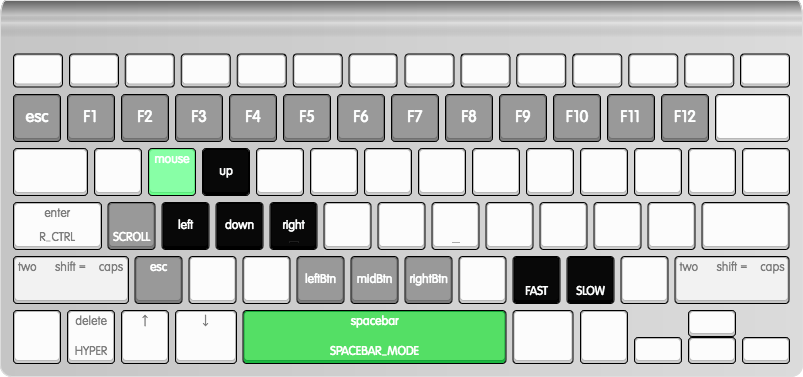 esc F1 F2 F3 F4 F5 F6 F7 F8 F9 F10 F11 F12
mouse up
enter
R_CTRL SCROLL left down right _ _
two shift = caps esc leftBtn midBtn rightBtn FAST SLOW two shift = caps
delete ↑ ↓ spacebar
HYPER SPACEBAR_MODE